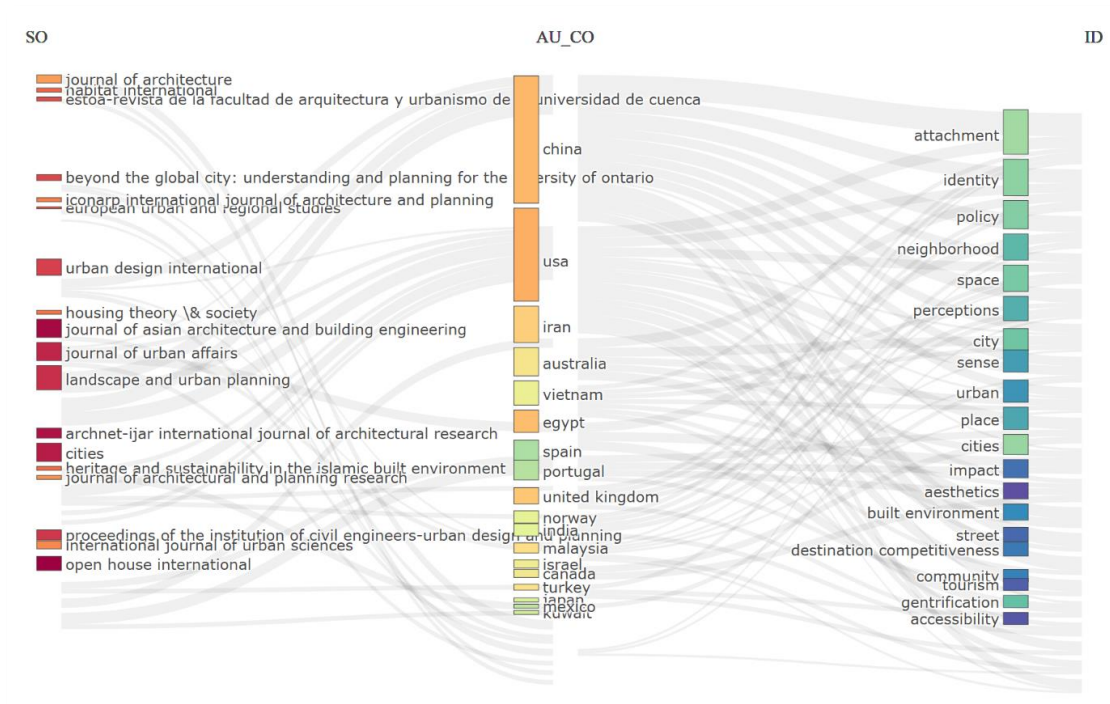 SO
AU_CO
ID
journal of architecture
habitat international
estoa-revista de la facultad de arquitectura y urbanismo de universidad de cuenca
beyond the global city: understanding and planning for the ersity of ontario
iconarp international journal of architecture and planning
european urban and regional studies
urban design international
housing theory \& society
journal of asian architecture and building engineering
journal of urban affairs
landscape and urban planning
archnet-ijar international journal of architectural research
cities
heritage and sustainability in the islamic built environment
journal of architectural and planning research
proceedings of the institution of civil engineers-urban design and planning
international journal of urban sciences
open house international
china
usa
iran
australia
vietnam
egypt
spain
portugal
united kingdom
norway
india
malaysia
israel
canada
turkey
japan
mexico
kuwait
attachment
identity
policy
neighborhood
space
perceptions
city
sense
urban
place
cities
impact
aesthetics
built environment
street
destination competitiveness
community
tourism
gentrification
accessibility